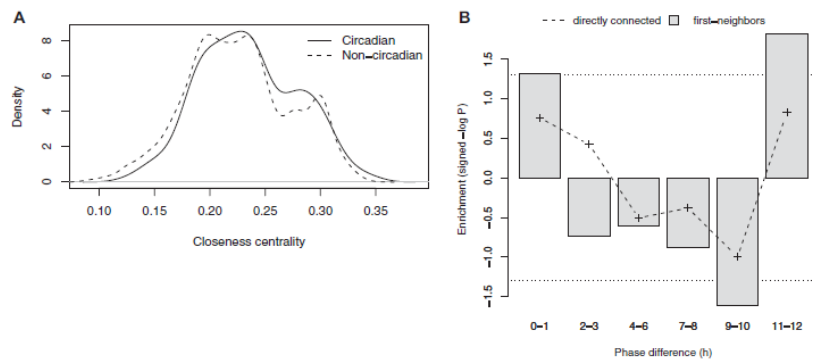 A
Circadian
Non−circadian
Density
8
6
4
2
0
0.10 0.15 0.20 0.25 0.30 0.35
Closeness centrality
B
directly connected first−neighbors
Enrichment (signed −log P)
1.5
1.0
0.5
0.0
−0.5
−1.0
−1.5
0−1 2−3 4−6 7−8 9−10 11−12
Phase difference (h)